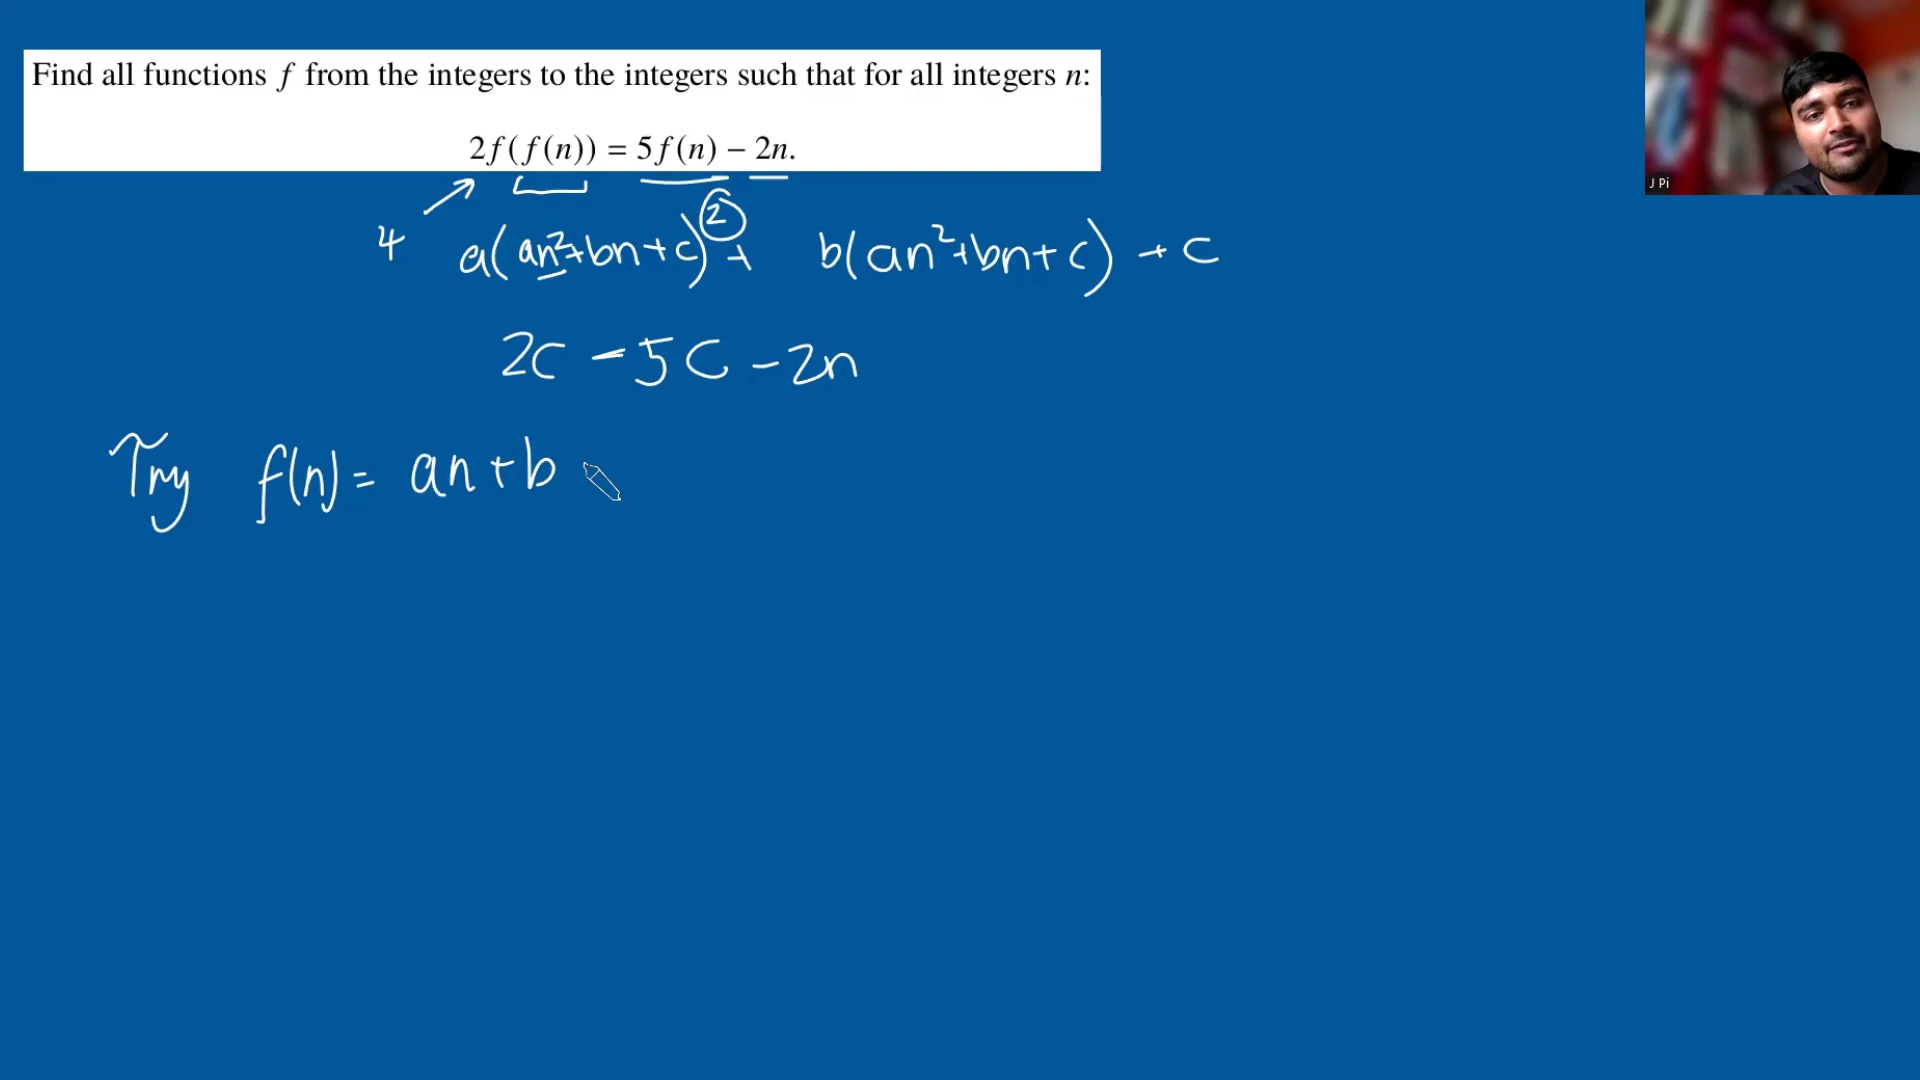 Find all functions f from the integers to the integers such that for all integers n:
2f(f(n)) = 5f(n) − 2n.
J Pi
4 a(an²+bn+c)² + b(an²+bn+c) + c
2c - 5c - 2n
Try f(n) = an+b